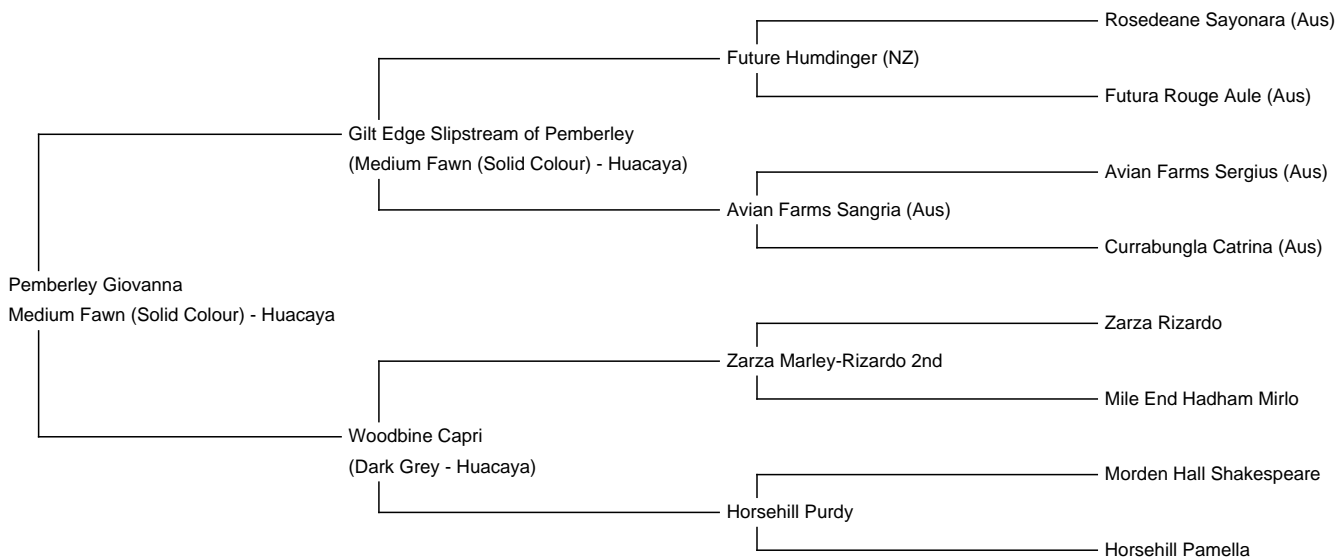 Rosedeane Sayonara (Aus)
Future Humdinger (NZ)
Futura Rouge Aule (Aus)
Gilt Edge Slipstream of Pemberley
(Medium Fawn (Solid Colour) - Huacaya)
Avian Farms Sergius (Aus)
Avian Farms Sangria (Aus)
Currabungla Catrina (Aus)
Pemberley Giovanna
Medium Fawn (Solid Colour) - Huacaya
Zarza Rizardo
Zarza Marley-Rizardo 2nd
Mile End Hadham Mirlo
Woodbine Capri
(Dark Grey - Huacaya)
Morden Hall Shakespeare
Horsehill Purdy
Horsehill Pamella